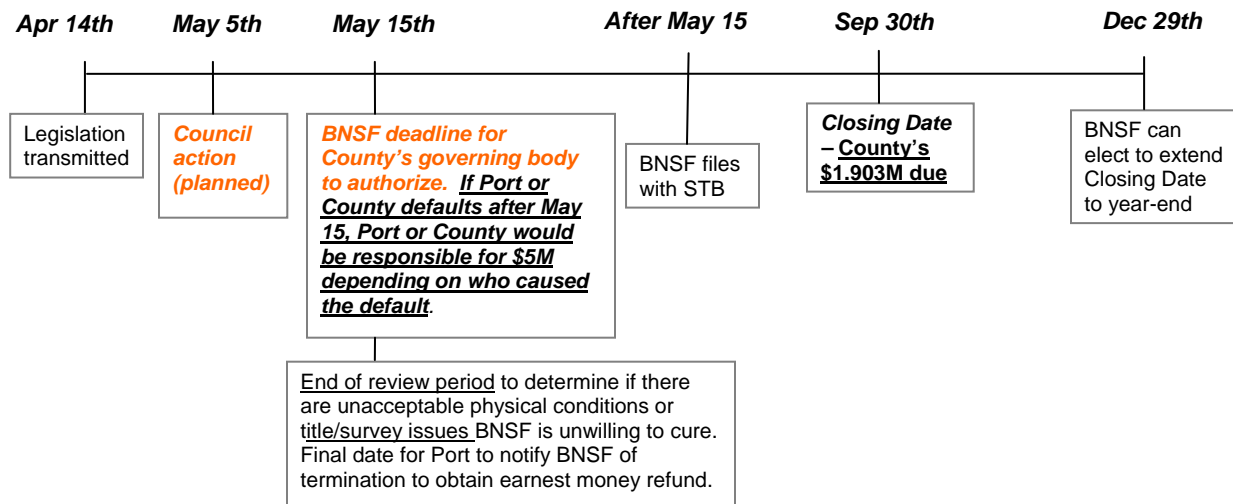 Apr 14th
May 5th
May 15th
After May 15
Sep 30th
Dec 29th
Legislation
transmitted
Council
action
(planned)
BNSF deadline for
County’s governing body
to authorize. If Port or
County defaults after May
15, Port or County would
be responsible for $5M
depending on who caused
the default.
BNSF files
with STB
Closing Date
– County’s
$1.903M due
BNSF can
elect to extend
Closing Date
to year-end
End of review period to determine if there
are unacceptable physical conditions or
title/survey issues BNSF is unwilling to cure.
Final date for Port to notify BNSF of
termination to obtain earnest money refund.